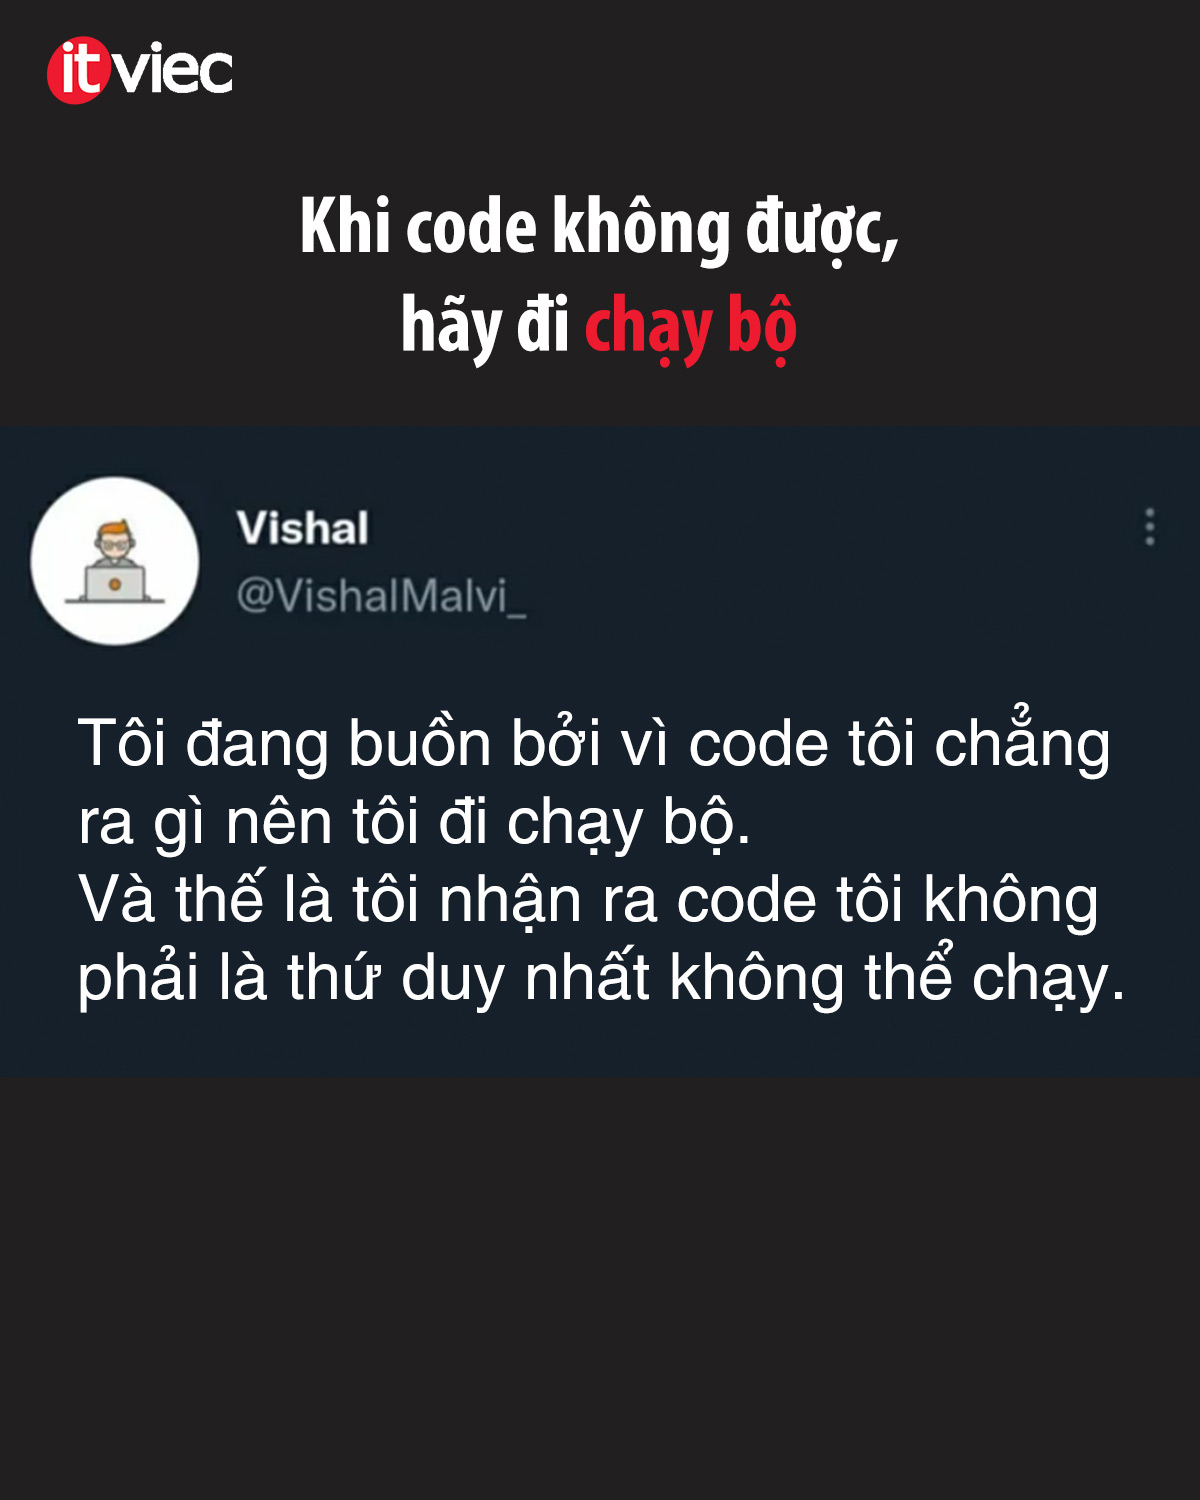 itviec
Khi code không được,
hãy đi chạy bộ
Vishal
@VishalMalvi_
Tôi đang buồn bởi vì code tôi chẳng
ra gì nên tôi đi chạy bộ.
Và thế là tôi nhận ra code tôi không
phải là thứ duy nhất không thể chạy.